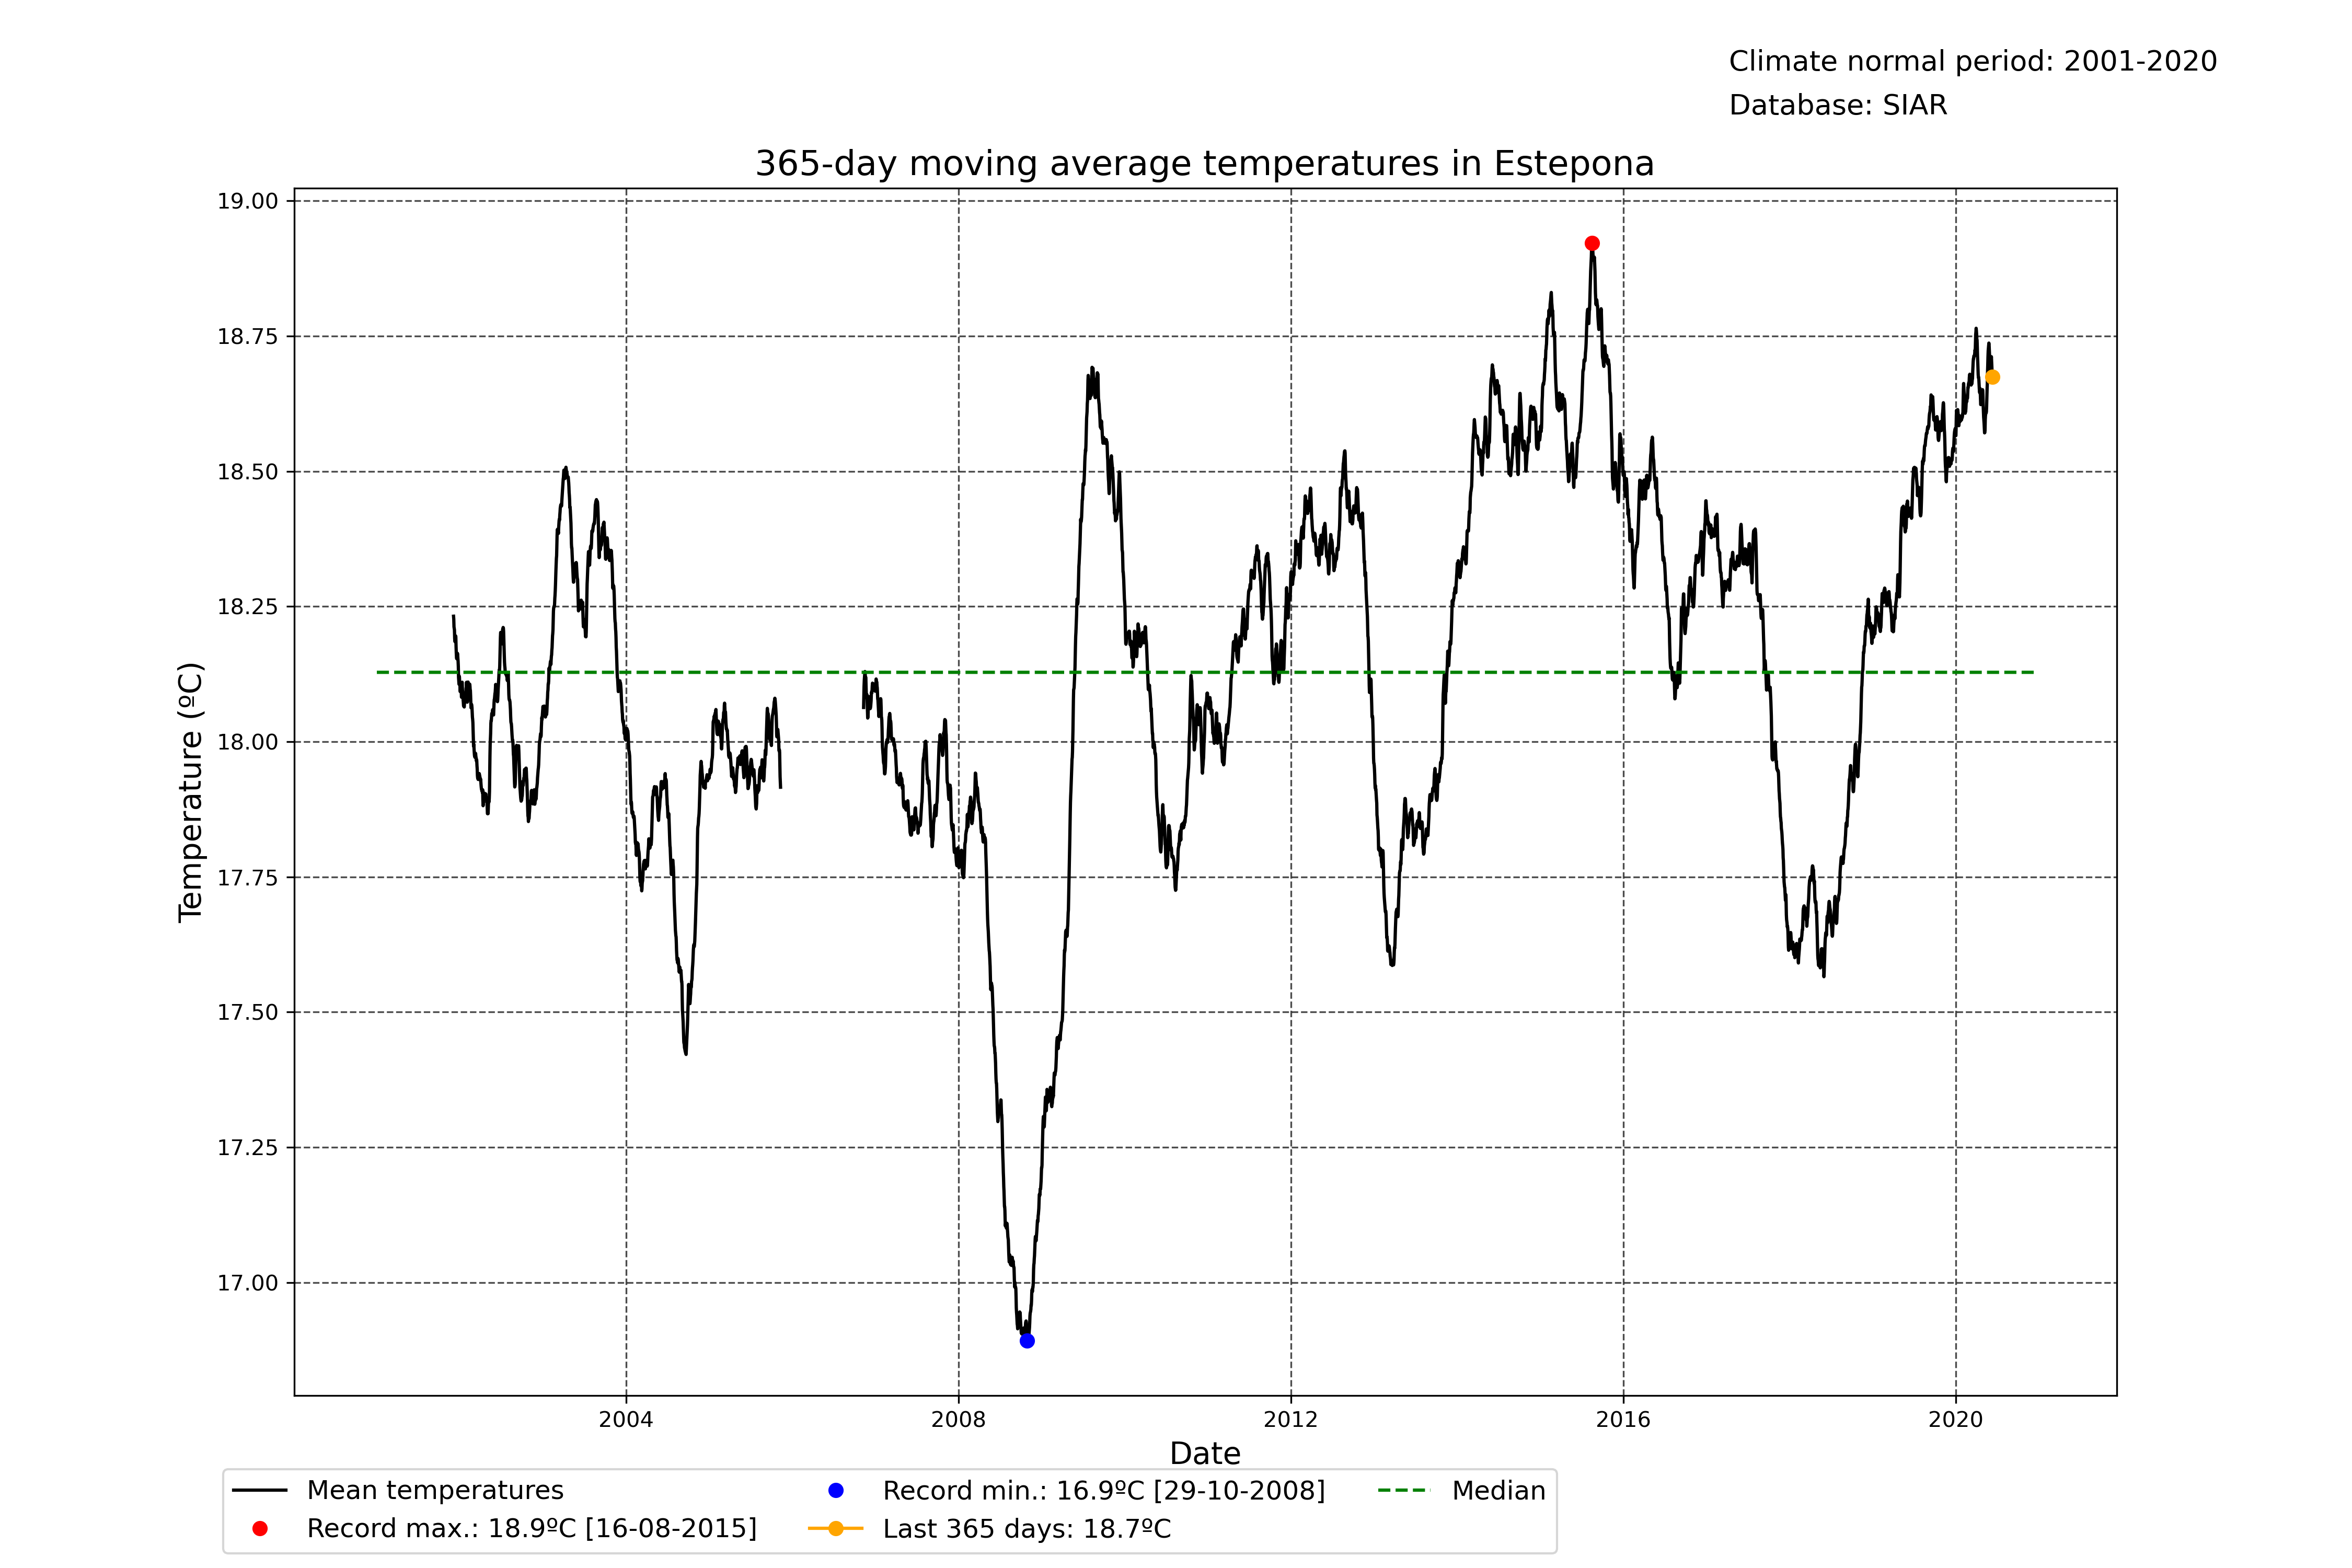 Climate normal period: 2001-2020
Database: SIAR
365-day moving average temperatures in Estepona
19.00
18.75
18.50
18.25
18.00
17.75
17.50
17.25
17.00
Temperature (ºC)
2004 2008 2012 2016 2020
Date
Mean temperatures
Record max.: 18.9ºC [16-08-2015]
Record min.: 16.9ºC [29-10-2008]
Last 365 days: 18.7ºC
Median